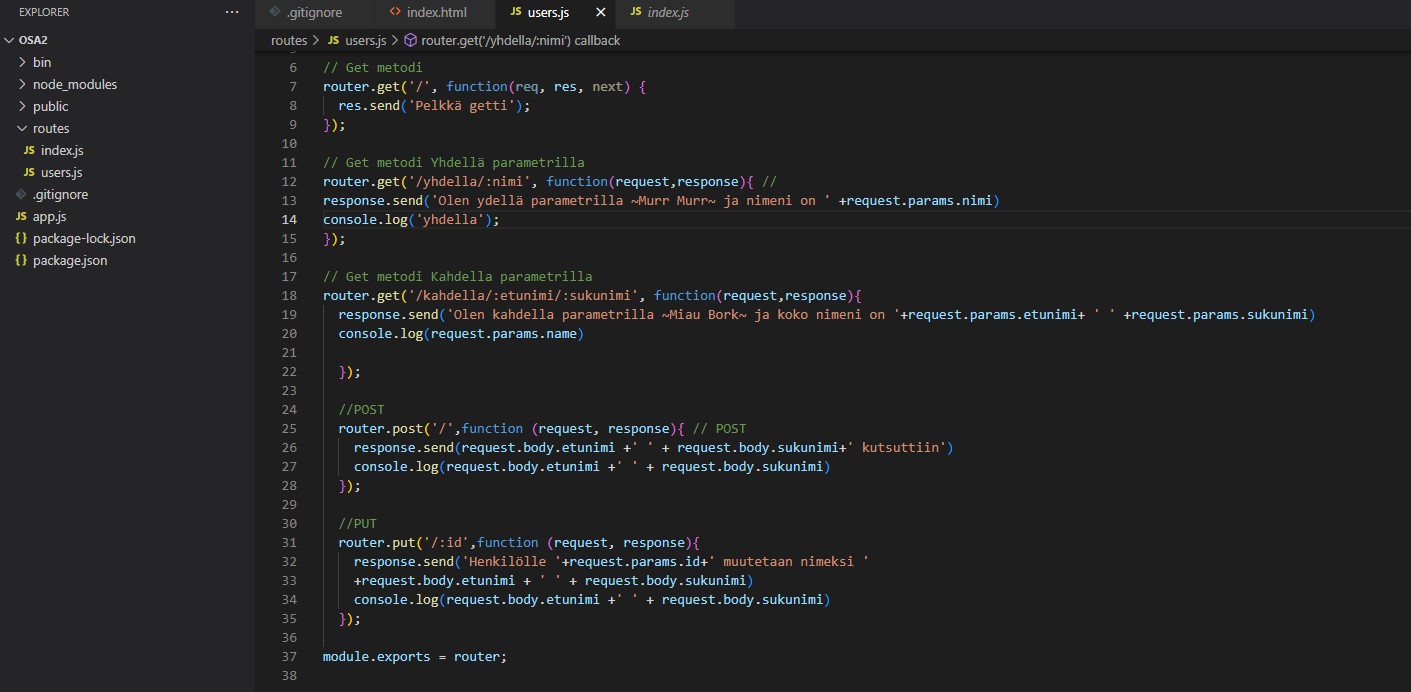 EXPLORER ···
OSA2
bin
node_modules
public
routes
JS index.js
JS users.js
.gitignore
JS app.js
{} package-lock.json
{} package.json
.gitignore <> index.html JS users.js × JS index.js
routes > JS users.js > router.get('/yhdella/:nimi') callback
6 // Get metodi
7 router.get('/', function(req, res, next) {
8 res.send('Pelkkä getti');
9 });
10
11 // Get metodi Yhdellä parametrilla
12 router.get('/yhdella/:nimi', function(request,response){ //
13 response.send('Olen ydellä parametrilla ~Murr Murr~ ja nimeni on ' +request.params.nimi)
14 console.log('yhdella');
15 });
16
17 // Get metodi Kahdella parametrilla
18 router.get('/kahdella/:etunimi/:sukunimi', function(request,response){
19 response.send('Olen kahdella parametrilla ~Miau Bork~ ja koko nimeni on '+request.params.etunimi+ ' ' +request.params.sukunimi)
20 console.log(request.params.name)
21
22 });
23
24 //POST
25 router.post('/',function (request, response){ // POST
26 response.send(request.body.etunimi +' ' + request.body.sukunimi+' kutsuttiin')
27 console.log(request.body.etunimi +' ' + request.body.sukunimi)
28 });
29
30 //PUT
31 router.put('/:id',function (request, response){
32 response.send('Henkilölle '+request.params.id+' muutetaan nimeksi '
33 +request.body.etunimi + ' ' + request.body.sukunimi)
34 console.log(request.body.etunimi +' ' + request.body.sukunimi)
35 });
36
37 module.exports = router;
38